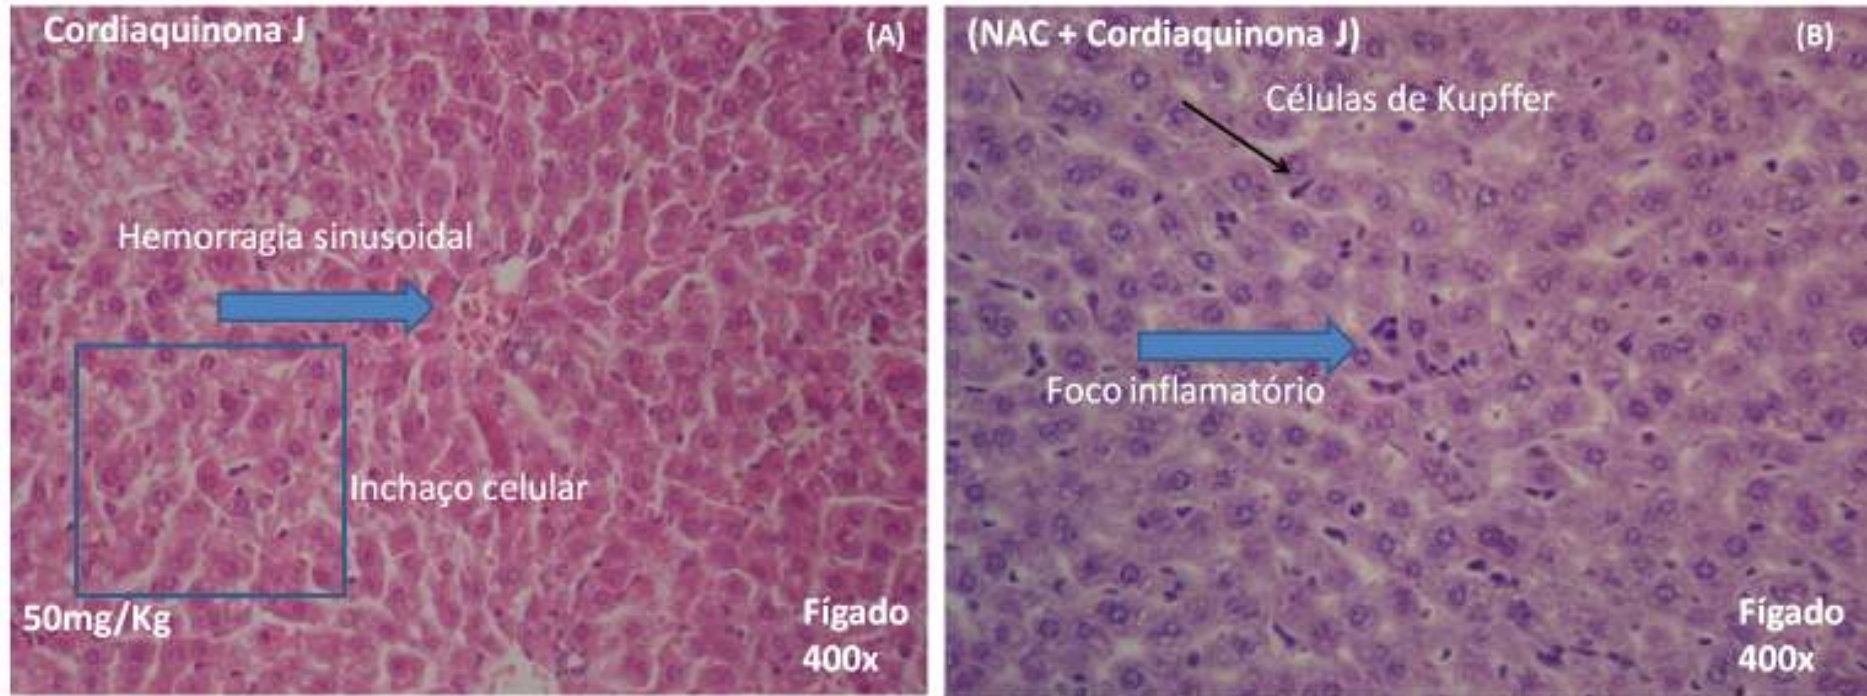 Cordiaquinona J
(A)
Hemorragia sinusoidal
Inchaço celular
50mg/Kg
Fígado
400x
(NAC + Cordiaquinona J)
(B)
Células de Kupffer
Foco inflamatório
Fígado
400x